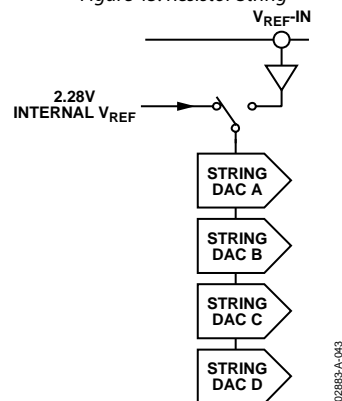 Figure 43. Resistor String
VREF-IN
2.28V
INTERNAL VREF
STRING
DAC A
STRING
DAC B
STRING
DAC C
STRING
DAC D
02883-A-043